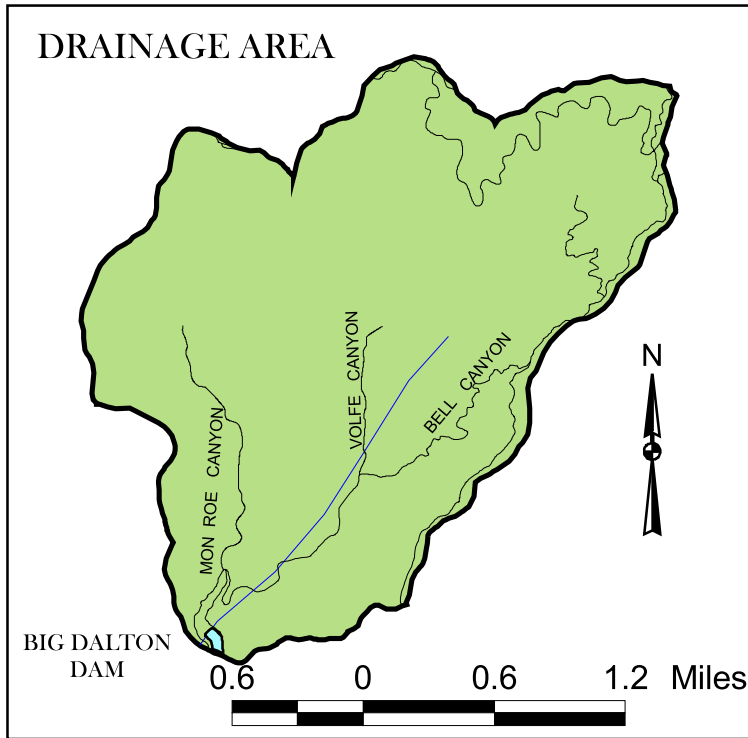 DRAINAGE AREA
N
VOLFE CANYON
BELL CANYON
MON ROE CANYON
BIG DALTON
DAM
0.6 0 0.6 1.2 Miles